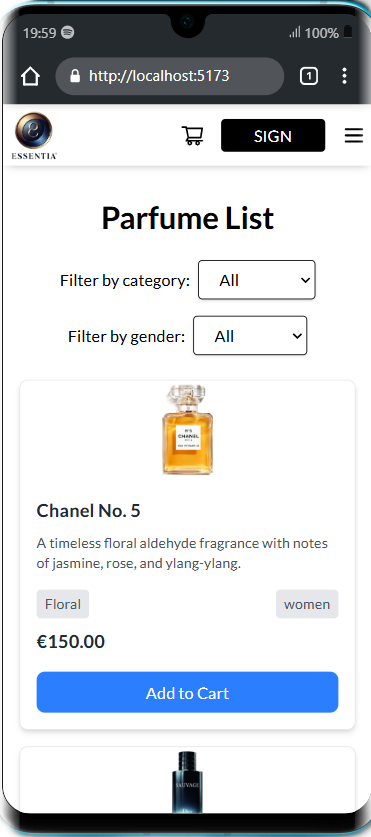 19:59 100%
http://localhost:5173 1
ESSENTIA
SIGN
Parfume List
Filter by category: All
Filter by gender: All
N°5
CHANEL
Chanel No. 5
A timeless floral aldehyde fragrance with notes
of jasmine, rose, and ylang-ylang.
Floral women
€150.00
Add to Cart
SAUVAGE